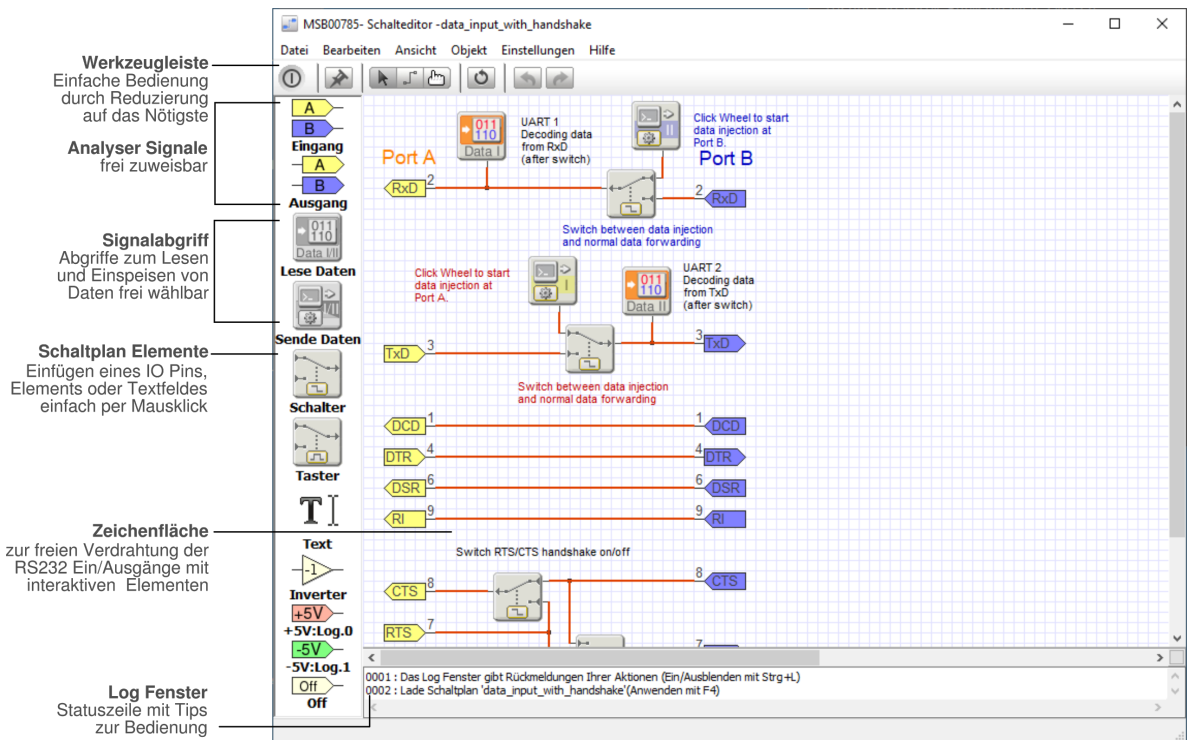 MSB00785- Schalteditor -data_input_with_handshake
Datei Bearbeiten Ansicht Objekt Einstellungen Hilfe
Werkzeugleiste
Einfache Bedienung
durch Reduzierung
auf das Nötigste
Analyser Signale
frei zuweisbar
Signalabgriff
Abgriffe zum Lesen
und Einspeisen von
Daten frei wählbar
Schaltplan Elemente
Einfügen eines IO Pins,
Elements oder Textfeldes
einfach per Mausklick
Zeichenfläche
zur freien Verdrahtung der
RS232 Ein/Ausgänge mit
interaktiven Elementen
Log Fenster
Statuszeile mit Tips
zur Bedienung
A
B
Eingang
A
B
Ausgang
011
110
Data I/II
Lese Daten
I/II
Sende Daten
Schalter
Taster
T
Text
-1
Inverter
+5V
+5V:Log.0
-5V
-5V:Log.1
Off
Off
Port A
011
110
Data I
UART 1
Decoding data
from RxD
(after switch)
II
Click Wheel to start
data injection at
Port B.
Port B
RxD 2
2 RxD
Switch between data injection
and normal data forwarding
Click Wheel to start
data injection at
Port A.
I
011
110
Data II
UART 2
Decoding data
from TxD
(after switch)
TxD 3
3 TxD
Switch between data injection
and normal data forwarding
DCD 1
1 DCD
DTR 4
4 DTR
DSR 6
6 DSR
RI 9
9 RI
Switch RTS/CTS handshake on/off
CTS 8
8 CTS
RTS 7
7
0001 : Das Log Fenster gibt Rückmeldungen Ihrer Aktionen (Ein/Ausblenden mit Strg+L)
0002 : Lade Schaltplan 'data_input_with_handshake'(Anwenden mit F4)